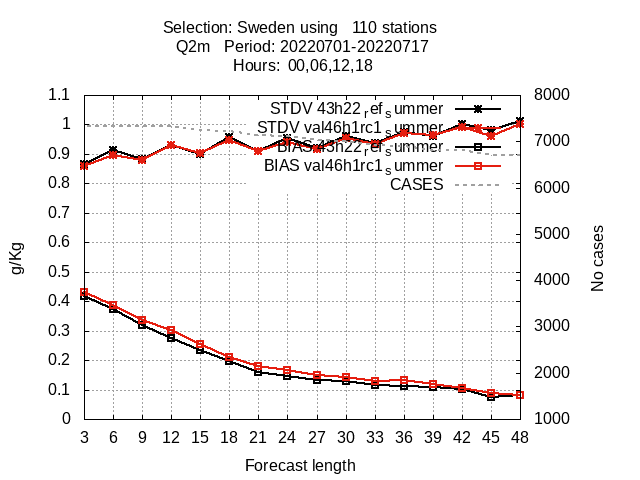 Selection: Sweden using   110 stations
Q2m   Period: 20220701-20220717
Hours:  00,06,12,18
STDV 43h22_ref_summer
STDV val46h1rc1_summer
BIAS 43h22_ref_summer
BIAS val46h1rc1_summer
CASES
1.1
1
0.9
0.8
0.7
0.6
0.5
0.4
0.3
0.2
0.1
0
g/Kg
8000
7000
6000
5000
4000
3000
2000
1000
No cases
3 6 9 12 15 18 21 24 27 30 33 36 39 42 45 48
Forecast length